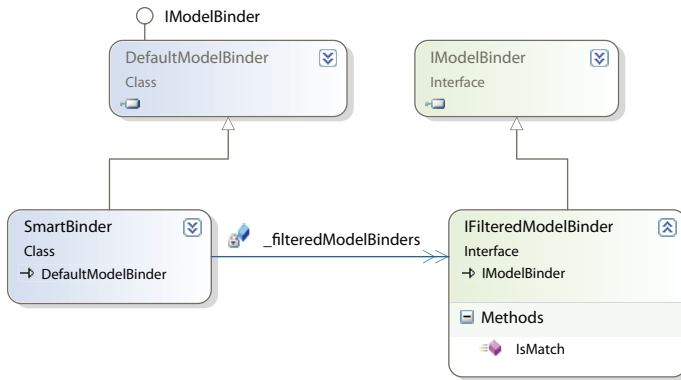 IModelBinder
DefaultModelBinder
Class
IModelBinder
Interface
SmartBinder
Class
DefaultModelBinder
_filteredModelBinders
IFilteredModelBinder
Interface
IModelBinder
Methods
IsMatch